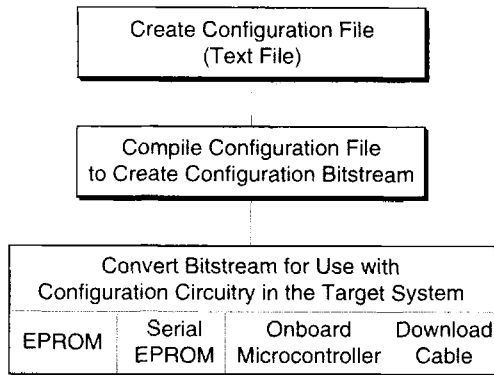 Create Configuration File
(Text File)
Compile Configuration File
to Create Configuration Bitstream
Convert Bitstream for Use with
Configuration Circuitry in the Target System
EPROM
Serial
EPROM
Onboard
Microcontroller
Download
Cable